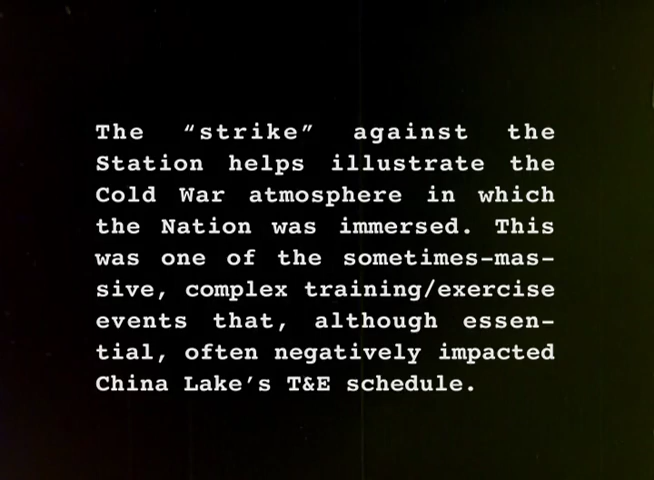 The “strike” against the
Station helps illustrate the
Cold War atmosphere in which
the Nation was immersed. This
was one of the sometimes-mas-
sive, complex training/exercise
events that, although essen-
tial, often negatively impacted
China Lake’s T&E schedule.